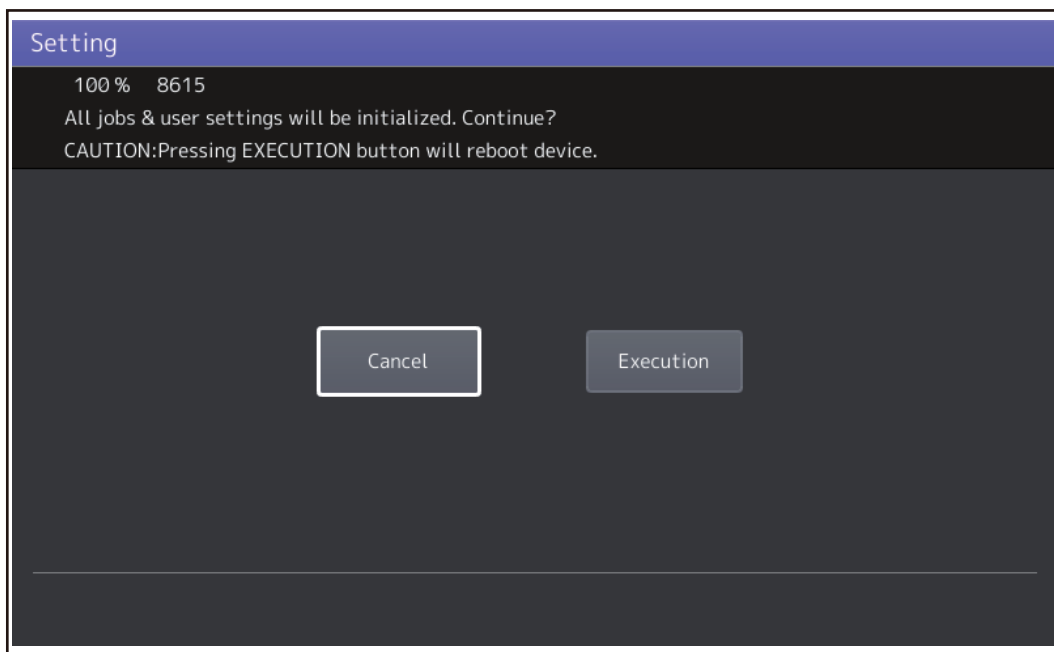 Setting
100 % 8615
All jobs & user settings will be initialized. Continue?
CAUTION:Pressing EXECUTION button will reboot device.
Cancel Execution